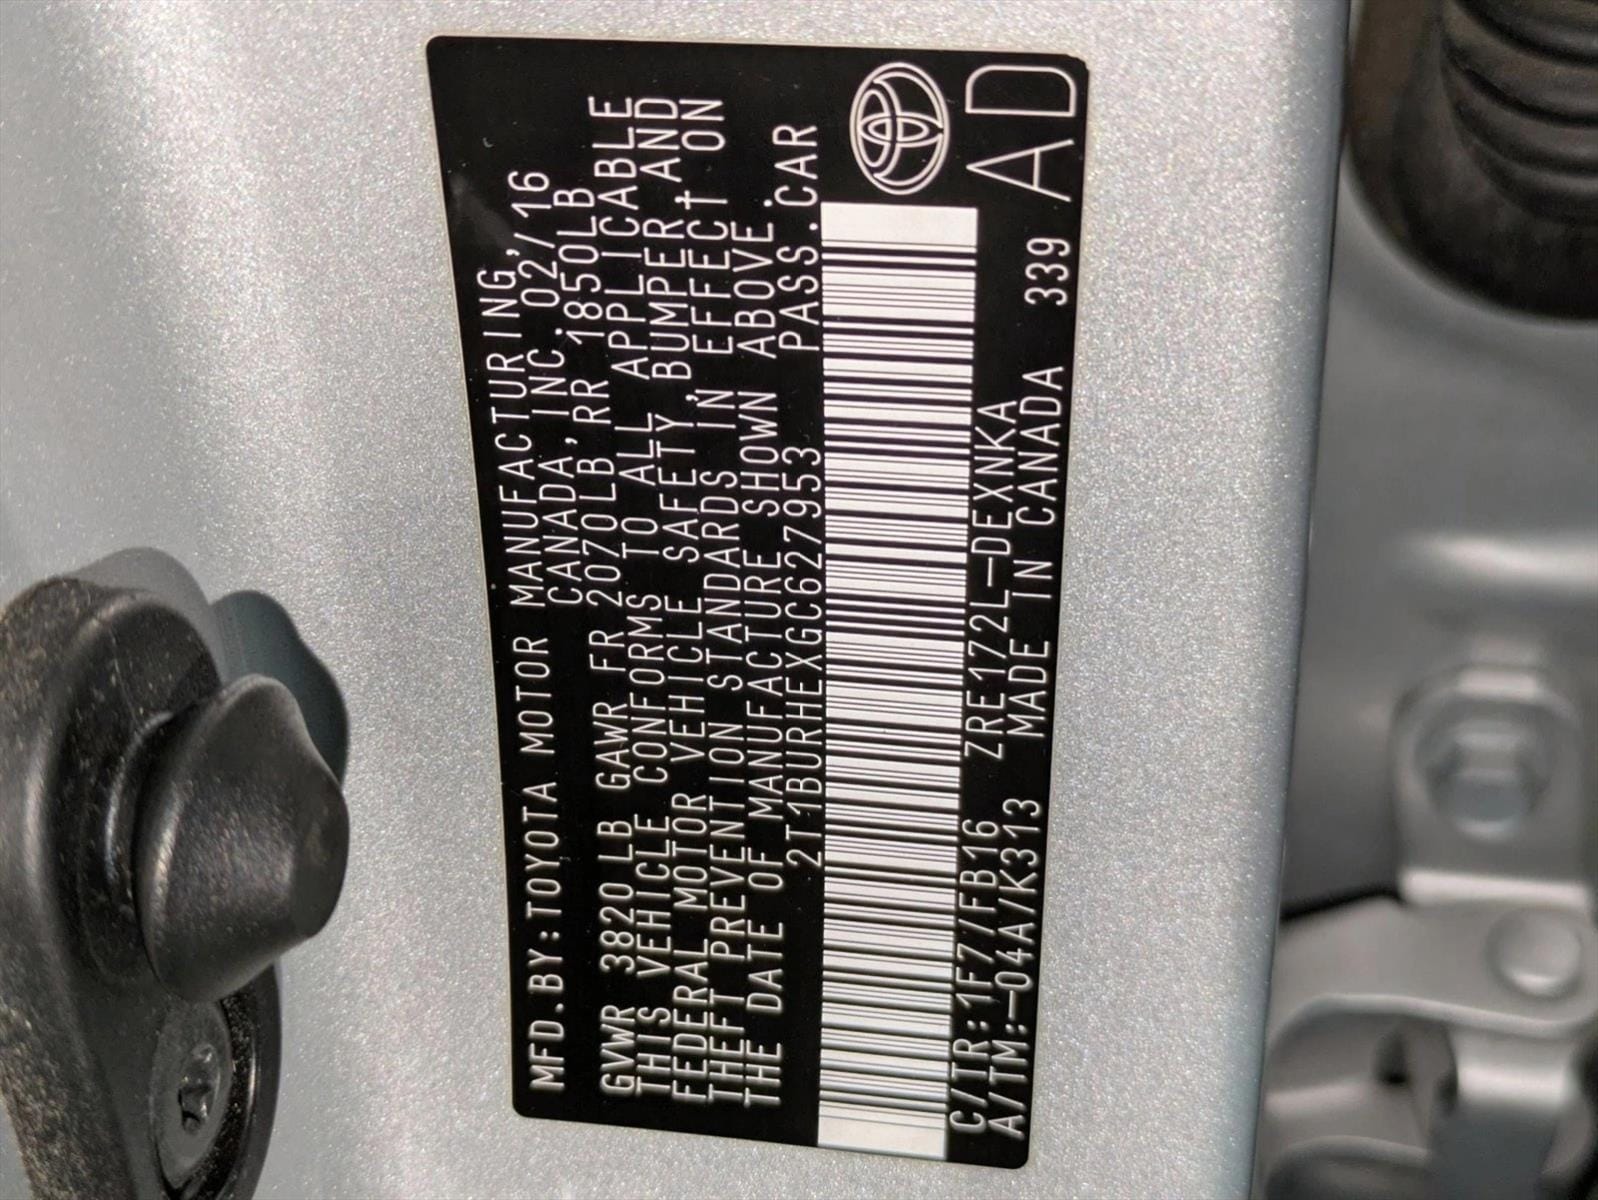 MFD.BY:TOYOTA MOTOR MANUFACTURING,
CANADA, INC. 02/16
GVWR 3820 LB GAWR FR 2070LB, RR 1850LB
THIS VEHICLE CONFORMS TO ALL APPLICABLE
FEDERAL MOTOR VEHICLE SAFETY, BUMPER, AND
THEFT PREVENTION STANDARDS IN EFFECT ON
THE DATE OF MANUFACTURE SHOWN ABOVE.
2T1BURHEXGC627953 PASS.CAR
C/TR:1F7/FB16 ZRE172L-DEXNKA
A/TM:-04A/K313 MADE IN CANADA 339
AD